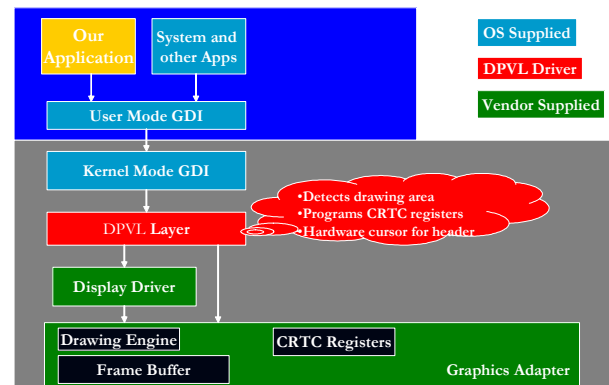 Our
Application
System and
other Apps
OS Supplied
DPVL Driver
Vendor Supplied
User Mode GDI
Kernel Mode GDI
•Detects drawing area
•Programs CRTC registers
•Hardware cursor for header
DPVL Layer
Display Driver
Drawing Engine
CRTC Registers
Frame Buffer
Graphics Adapter